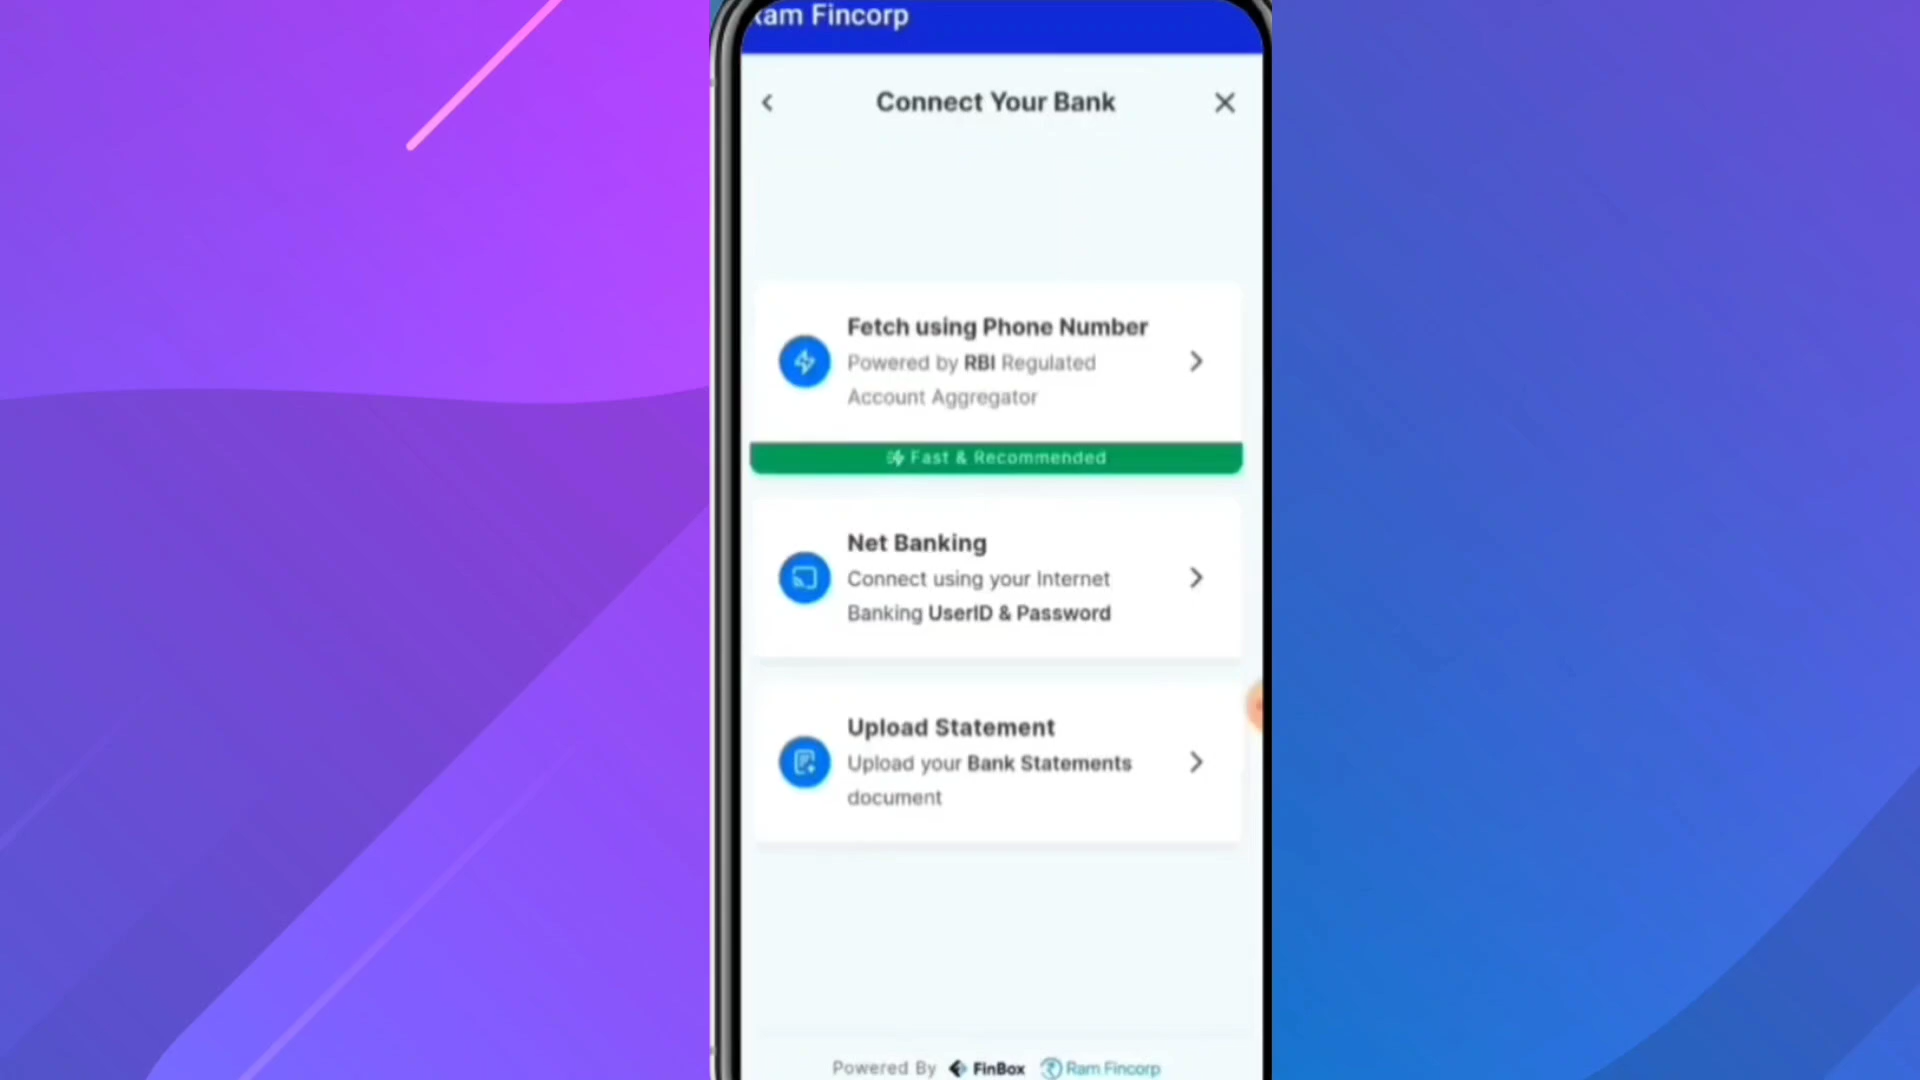 Ram Fincorp
Connect Your Bank
Fetch using Phone Number
Powered by RBI Regulated
Account Aggregator
Fast & Recommended
Net Banking
Connect using your Internet
Banking UserID & Password
Upload Statement
Upload your Bank Statements
document
Powered By FinBox Ram Fincorp